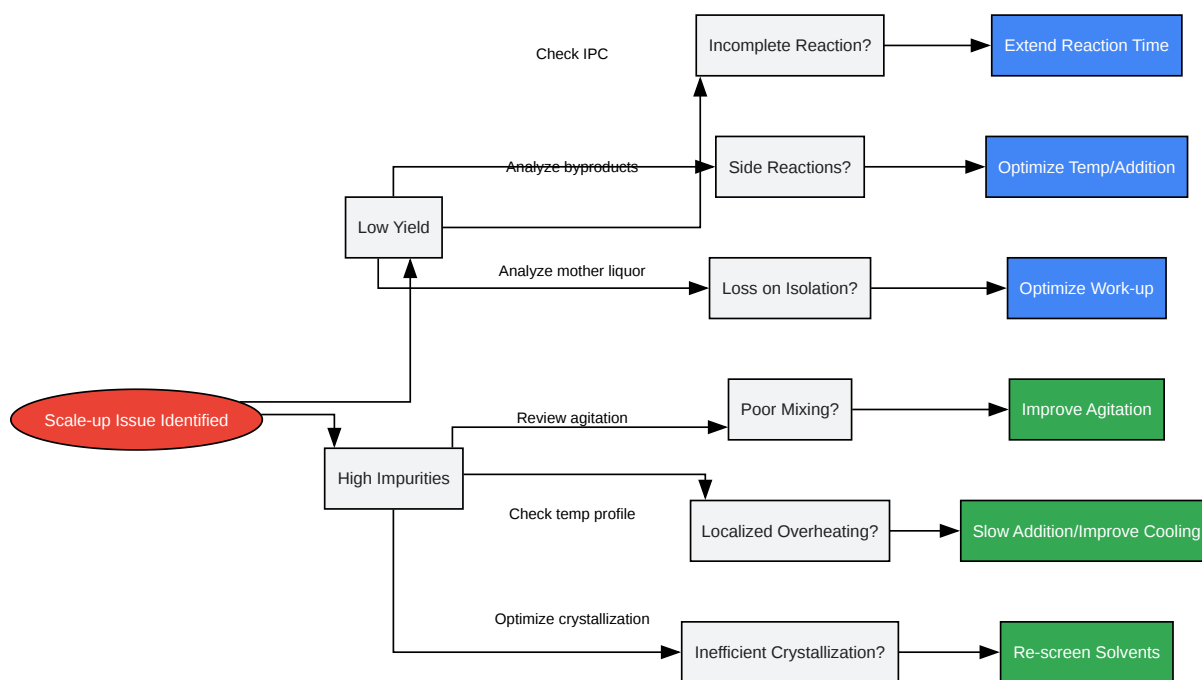 Check IPC
Incomplete Reaction?
Extend Reaction Time
Analyze byproducts
Side Reactions?
Optimize Temp/Addition
Low Yield
Analyze mother liquor
Loss on Isolation?
Optimize Work-up
Scale-up Issue Identified
Review agitation
Poor Mixing?
Improve Agitation
High Impurities
Check temp profile
Localized Overheating?
Slow Addition/Improve Cooling
Optimize crystallization
Inefficient Crystallization?
Re-screen Solvents